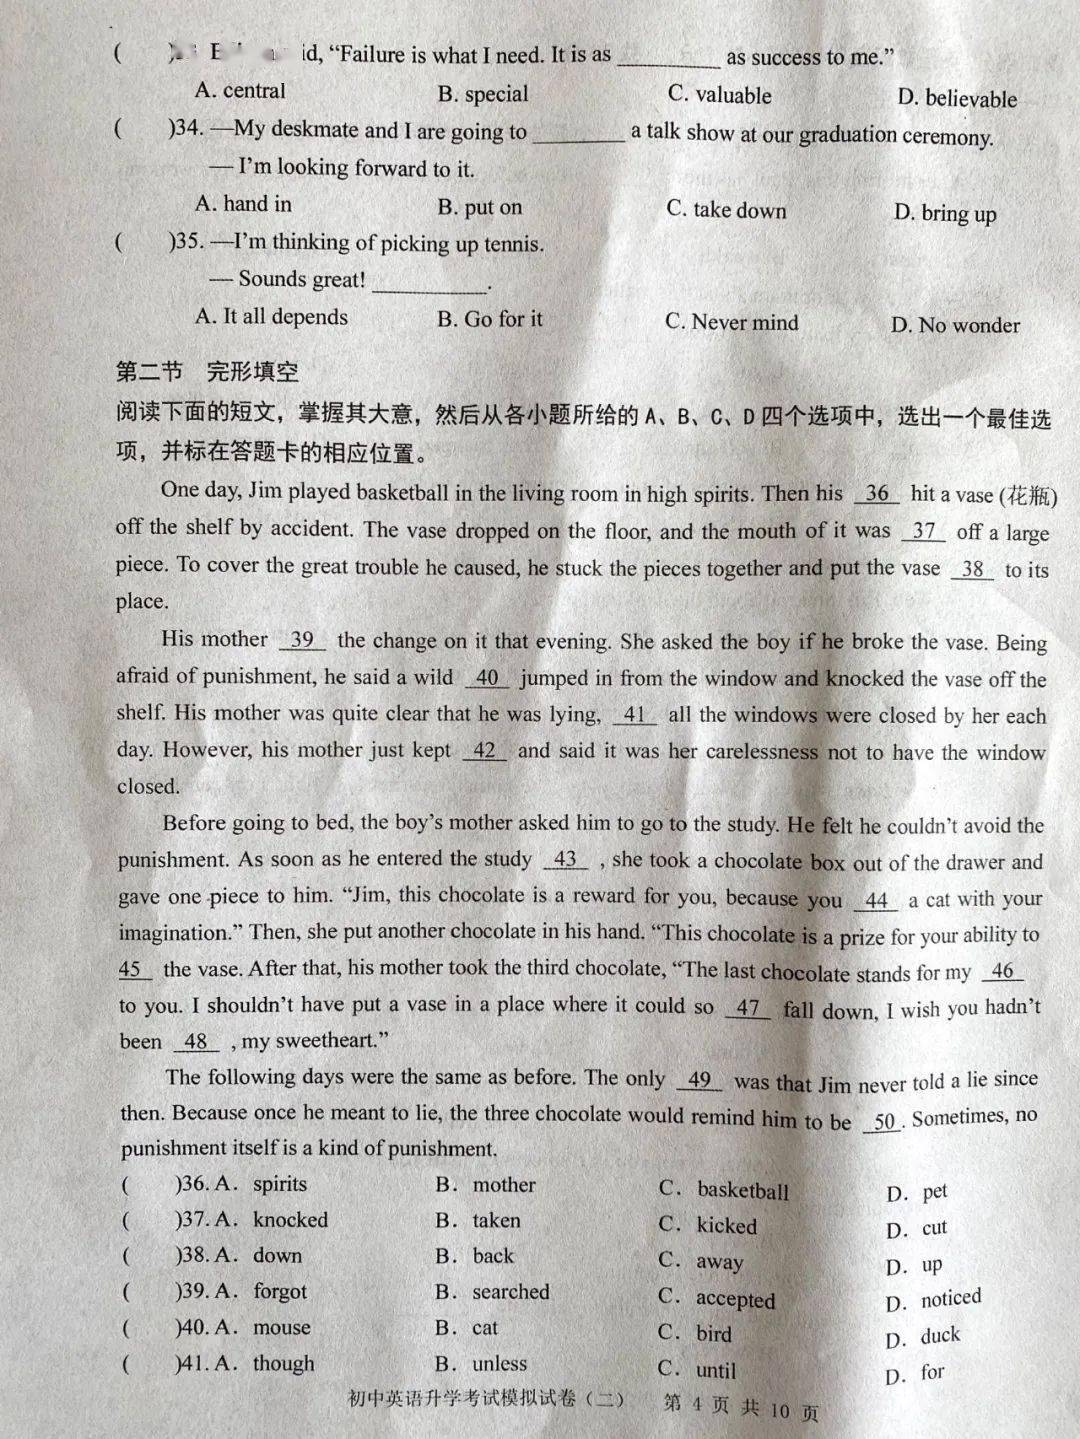 ( ) id, “Failure is what I need. It is as ________ as success to me.”
A. central B. special C. valuable D. believable
( )34. —My deskmate and I are going to ________ a talk show at our graduation ceremony.
— I’m looking forward to it.
A. hand in B. put on C. take down D. bring up
( )35. —I’m thinking of picking up tennis.
— Sounds great! ________.
A. It all depends B. Go for it C. Never mind D. No wonder
第二节 完形填空
阅读下面的短文，掌握其大意，然后从各小题所给的 A、B、C、D 四个选项中，选出一个最佳选
项，并标在答题卡的相应位置。
One day, Jim played basketball in the living room in high spirits. Then his 36 hit a vase (花瓶)
off the shelf by accident. The vase dropped on the floor, and the mouth of it was 37 off a large
piece. To cover the great trouble he caused, he stuck the pieces together and put the vase 38 to its
place.
His mother 39 the change on it that evening. She asked the boy if he broke the vase. Being
afraid of punishment, he said a wild 40 jumped in from the window and knocked the vase off the
shelf. His mother was quite clear that he was lying, 41 all the windows were closed by her each
day. However, his mother just kept 42 and said it was her carelessness not to have the window
closed.
Before going to bed, the boy’s mother asked him to go to the study. He felt he couldn’t avoid the
punishment. As soon as he entered the study 43 , she took a chocolate box out of the drawer and
gave one piece to him. “Jim, this chocolate is a reward for you, because you 44 a cat with your
imagination.” Then, she put another chocolate in his hand. “This chocolate is a prize for your ability to
45 the vase. After that, his mother took the third chocolate, “The last chocolate stands for my 46
to you. I shouldn’t have put a vase in a place where it could so 47 fall down, I wish you hadn’t
been 48 , my sweetheart.”
The following days were the same as before. The only 49 was that Jim never told a lie since
then. Because once he meant to lie, the three chocolate would remind him to be 50 . Sometimes, no
punishment itself is a kind of punishment.
( )36. A. spirits B. mother C. basketball D. pet
( )37. A. knocked B. taken C. kicked D. cut
( )38. A. down B. back C. away D. up
( )39. A. forgot B. searched C. accepted D. noticed
( )40. A. mouse B. cat C. bird D. duck
( )41. A. though B. unless C. until D. for
初中英语升学考试模拟试卷（二） 第 4 页 共 10 页